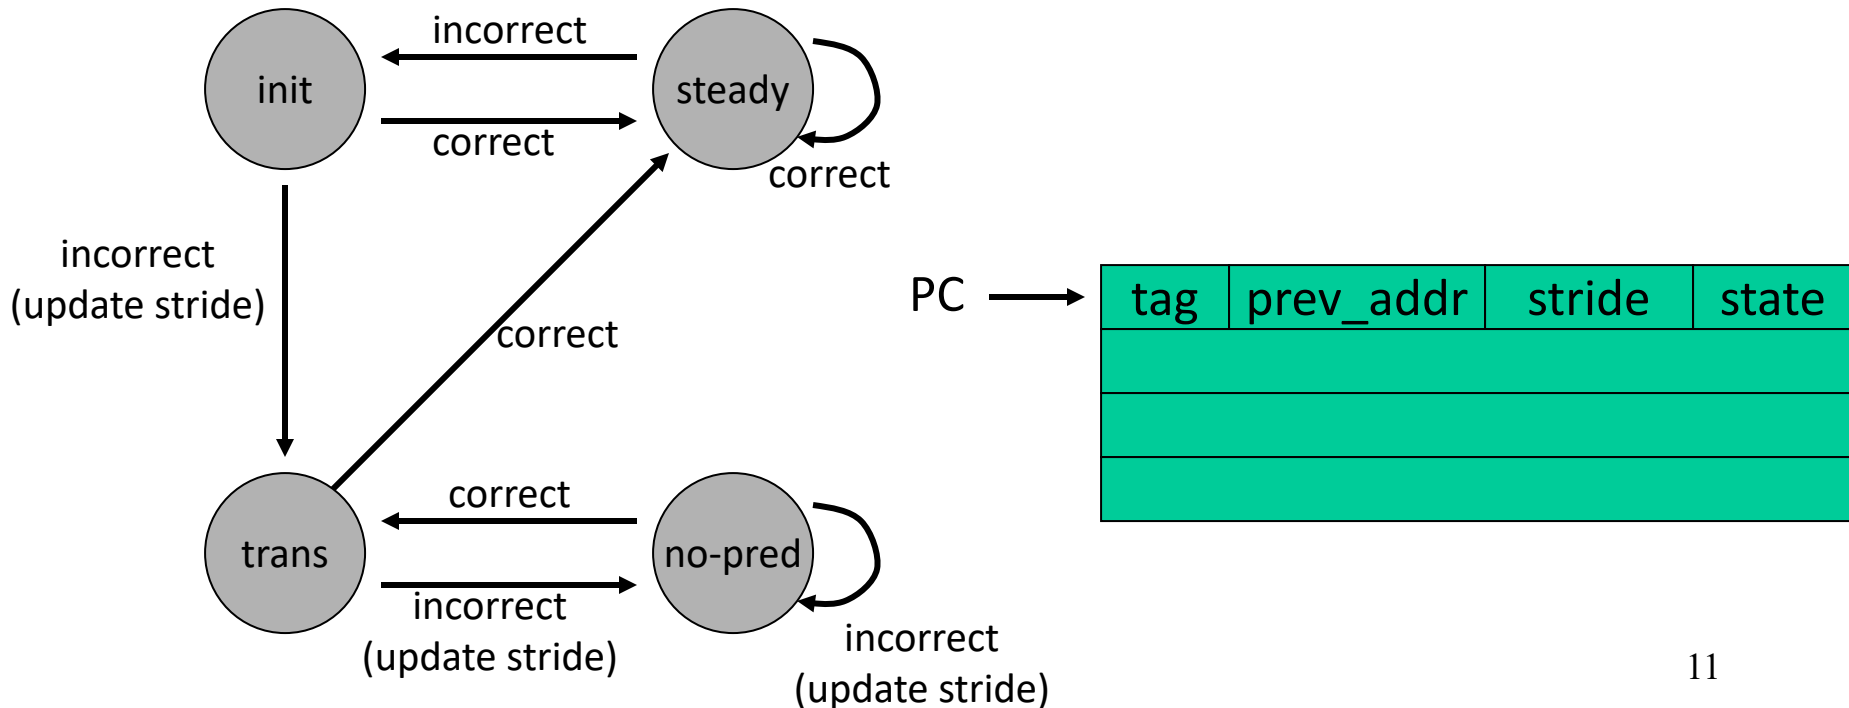 incorrect
init
steady
correct
correct
incorrect
(update stride)
PC
tag prev_addr stride state
correct
correct
trans
no-pred
incorrect
(update stride)
incorrect
(update stride)
11